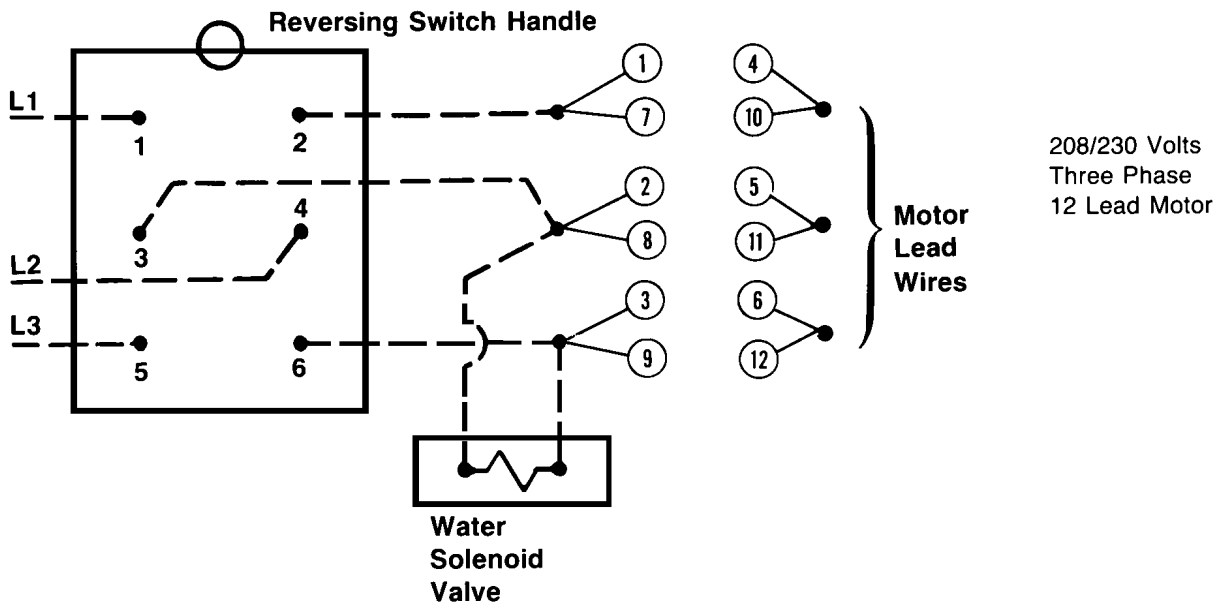 Reversing Switch Handle
L1
1
2
3
4
L2
L3
5
6
1
7
2
8
3
9
4
10
5
11
6
12
Motor
Lead
Wires
208/230 Volts
Three Phase
12 Lead Motor
Water
Solenoid
Valve